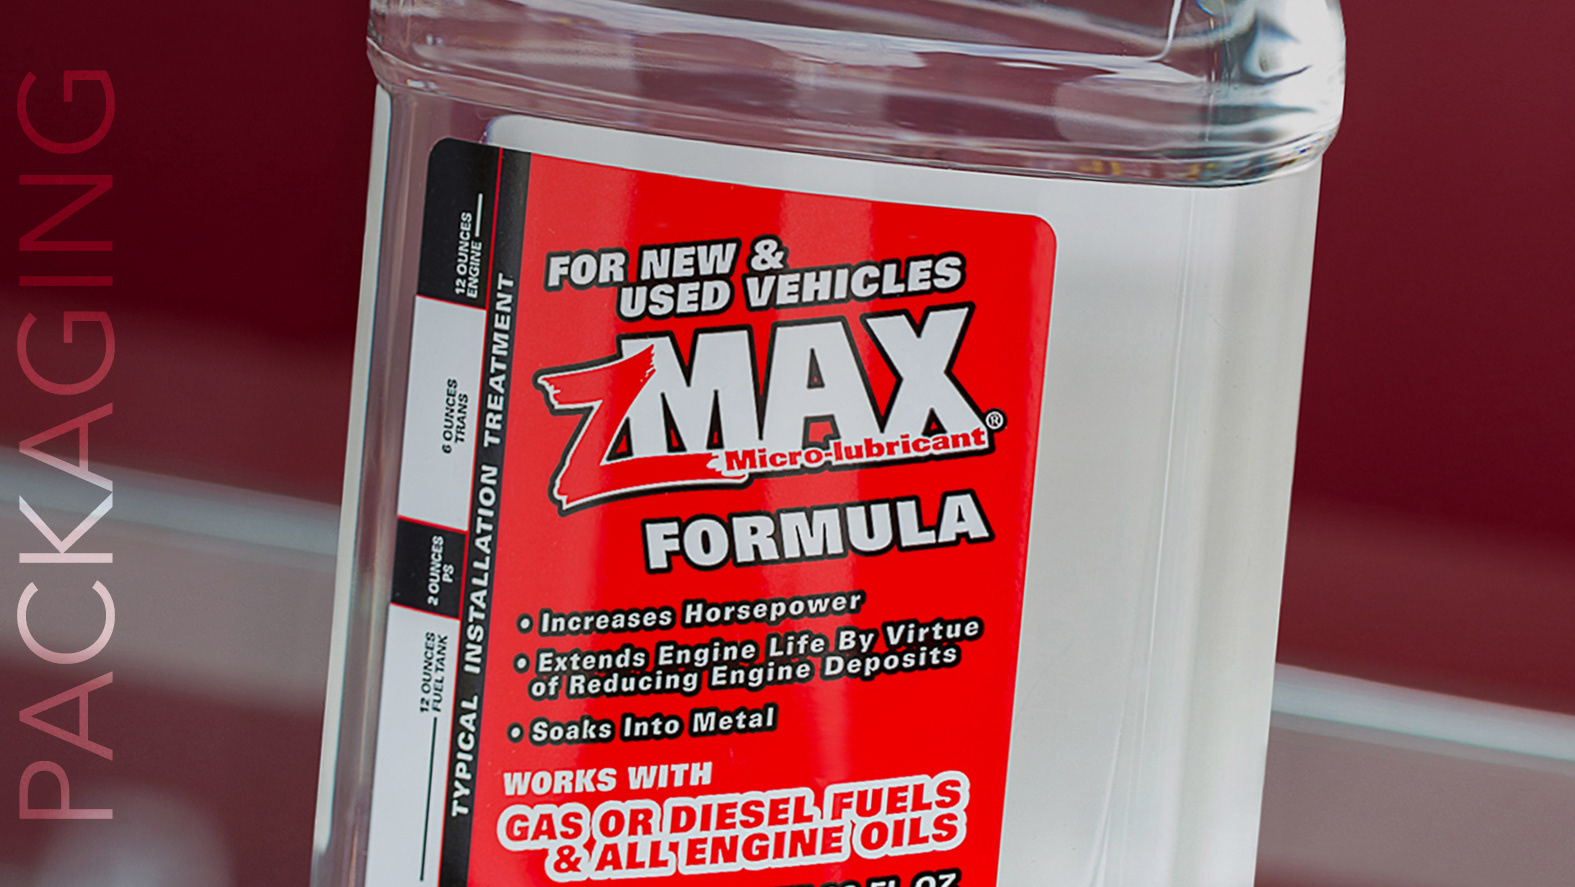 PACKAGING
12 OUNCES
ENGINE
6 OUNCES
TRANS
2 OUNCES
PS
12 OUNCES
FUEL TANK
TYPICAL INSTALLATION TREATMENT
FOR NEW &
USED VEHICLES
ZMAX®
Micro-lubricant
FORMULA
• Increases Horsepower
• Extends Engine Life By Virtue
of Reducing Engine Deposits
• Soaks Into Metal
WORKS WITH
GAS OR DIESEL FUELS
& ALL ENGINE OILS
FL OZ